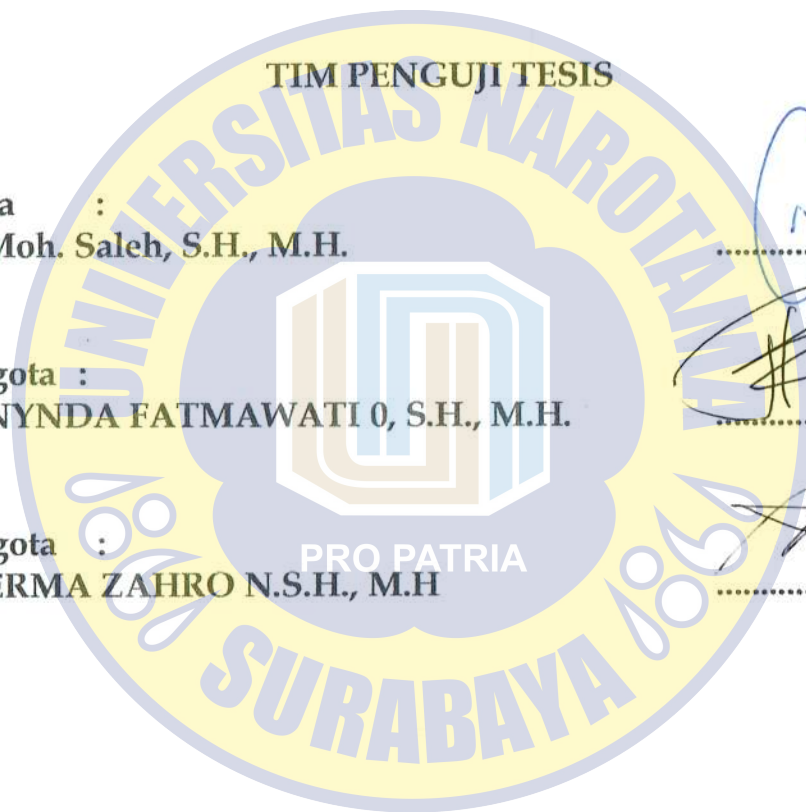 TIM PENGUJI TESIS
UNIVERSITAS NAROTAMA
a :
Moh. Saleh, S.H., M.H.
gota :
NYNDA FATMAWATI 0, S.H., M.H.
gota :
ERMA ZAHRO N.S.H., M.H
PRO PATRIA
SURABAYA